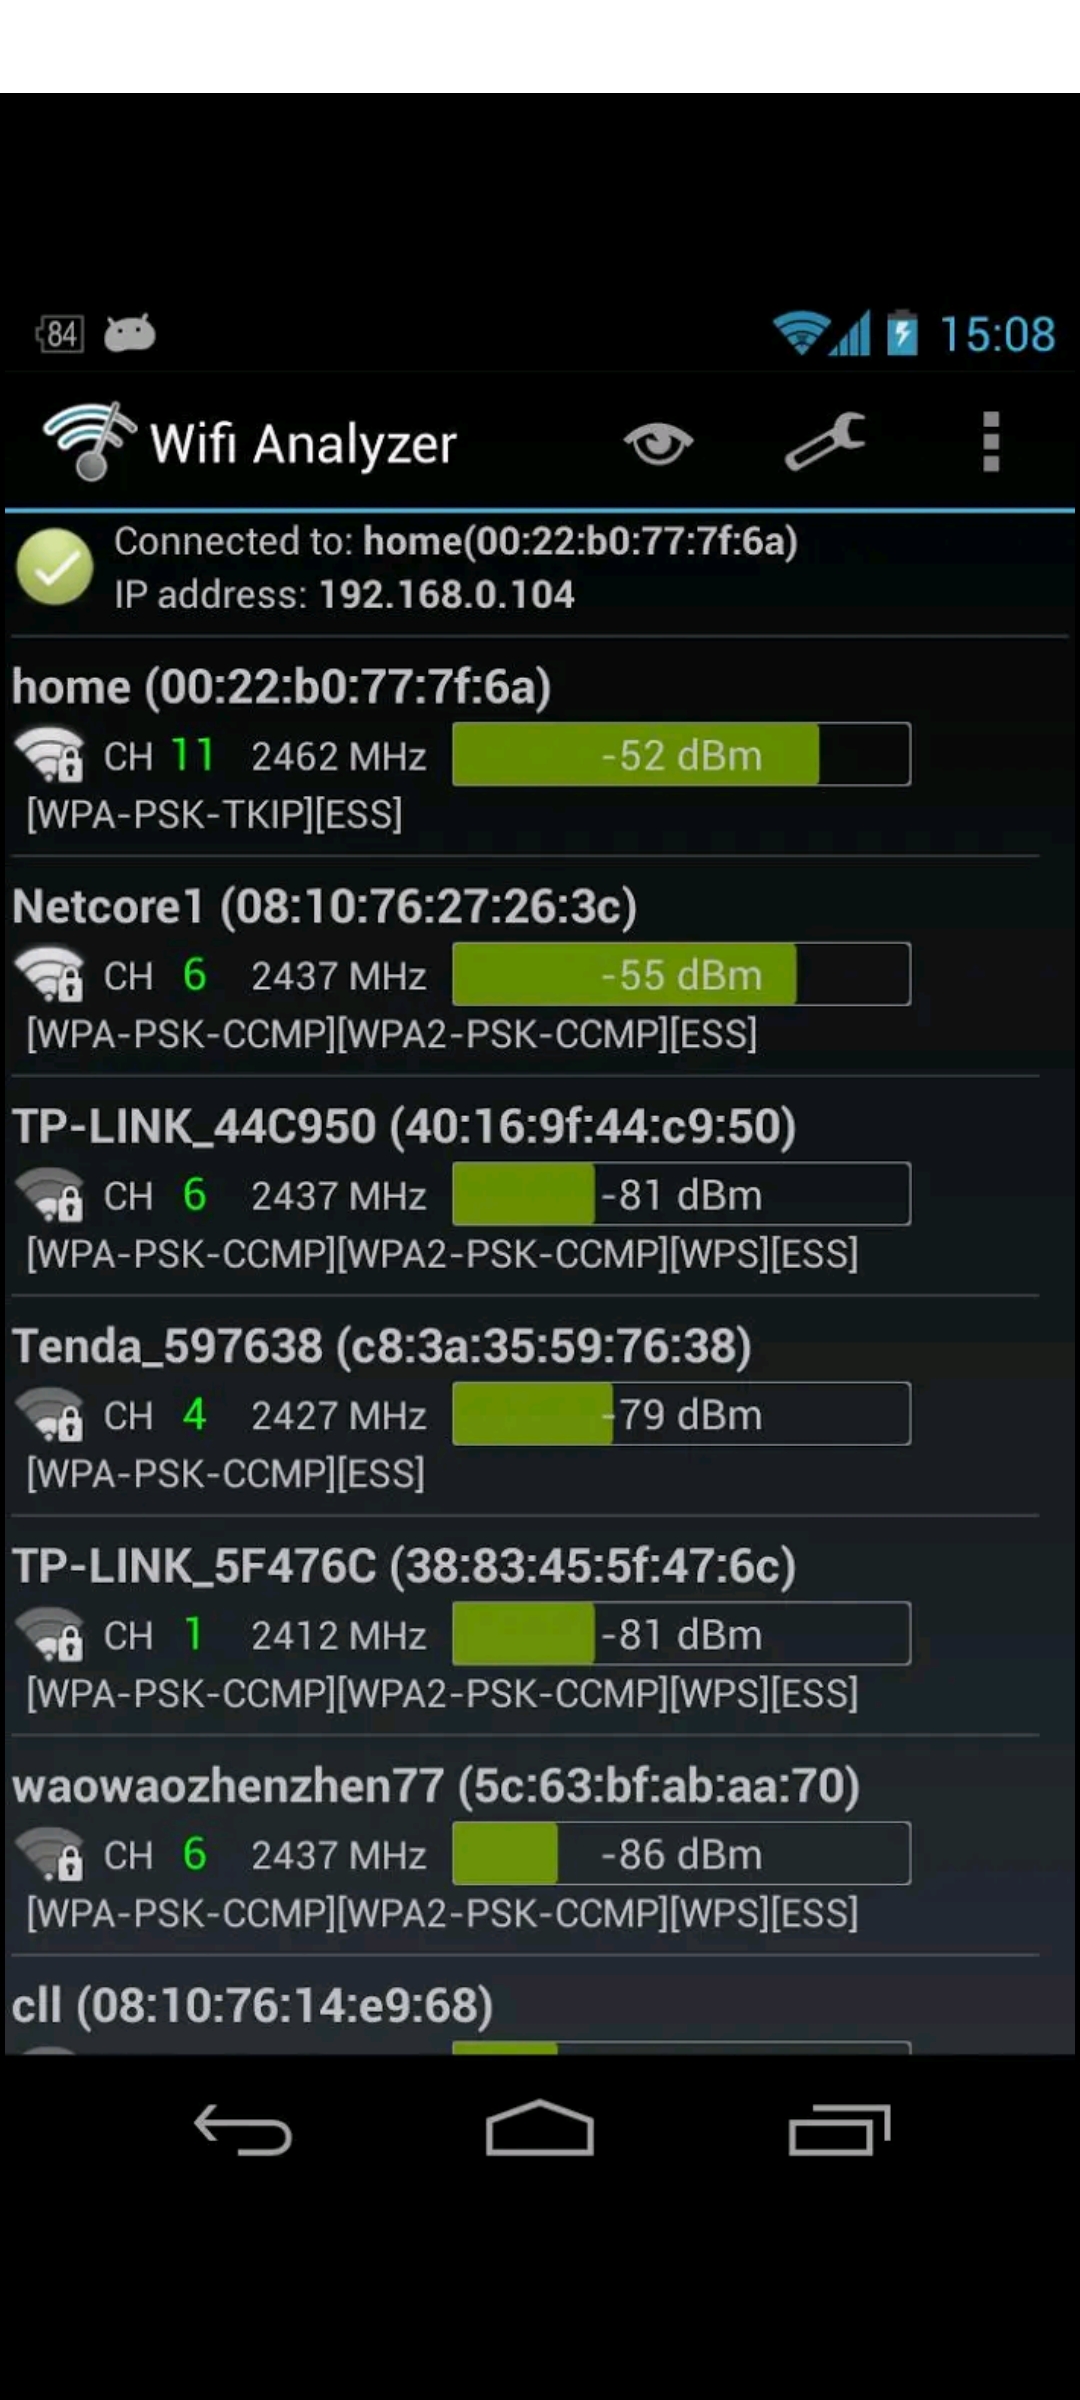 84 15:08
Wifi Analyzer
Connected to: home(00:22:b0:77:7f:6a)
IP address: 192.168.0.104
home (00:22:b0:77:7f:6a)
CH 11 2462 MHz -52 dBm
[WPA-PSK-TKIP][ESS]
Netcore1 (08:10:76:27:26:3c)
CH 6 2437 MHz -55 dBm
[WPA-PSK-CCMP][WPA2-PSK-CCMP][ESS]
TP-LINK_44C950 (40:16:9f:44:c9:50)
CH 6 2437 MHz -81 dBm
[WPA-PSK-CCMP][WPA2-PSK-CCMP][WPS][ESS]
Tenda_597638 (c8:3a:35:59:76:38)
CH 4 2427 MHz -79 dBm
[WPA-PSK-CCMP][ESS]
TP-LINK_5F476C (38:83:45:5f:47:6c)
CH 1 2412 MHz -81 dBm
[WPA-PSK-CCMP][WPA2-PSK-CCMP][WPS][ESS]
waowaozhenzhen77 (5c:63:bf:ab:aa:70)
CH 6 2437 MHz -86 dBm
[WPA-PSK-CCMP][WPA2-PSK-CCMP][WPS][ESS]
cll (08:10:76:14:e9:68)